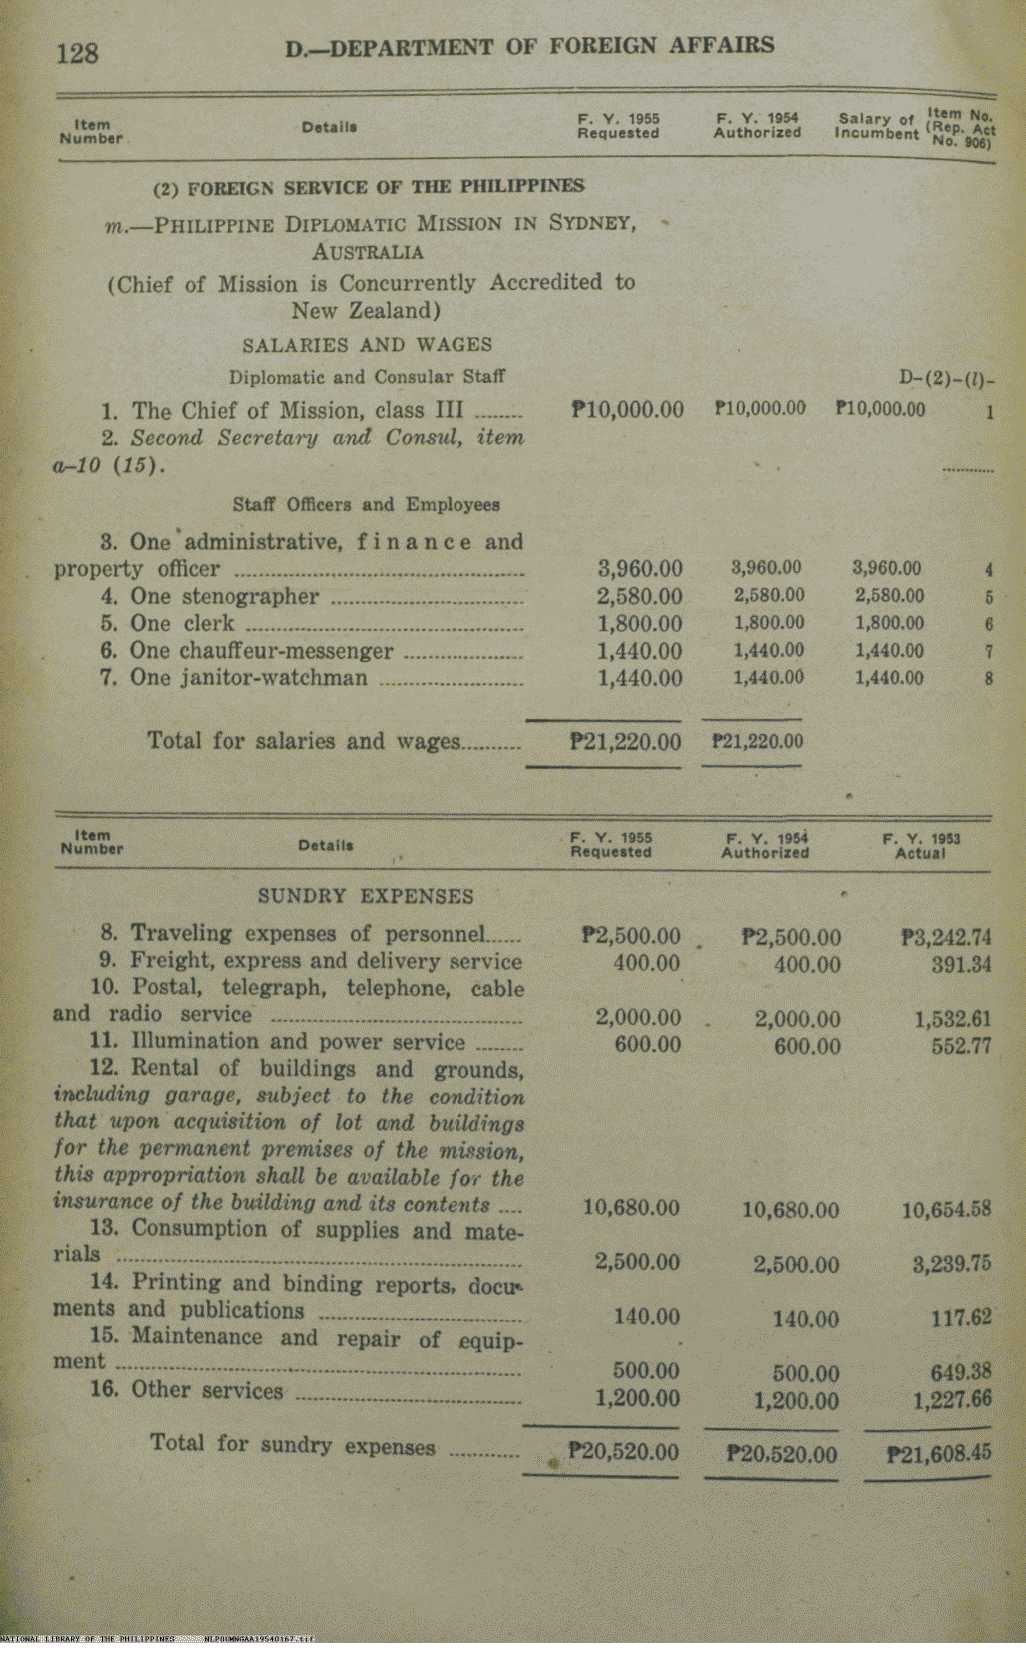 128
D.—DEPARTMENT OF FOREIGN AFFAIRS
Item Number
Details
F. Y. 1955 Requested
F. Y. 1954 Authorized
Salary of Incumbent
Item No. (Rep. Act No. 906)
(2) FOREIGN SERVICE OF THE PHILIPPINES
m.—PHILIPPINE DIPLOMATIC MISSION IN SYDNEY,
AUSTRALIA
(Chief of Mission is Concurrently Accredited to
New Zealand)
SALARIES AND WAGES
Diplomatic and Consular Staff D-(2)-(l)-
1. The Chief of Mission, class III ........ ₱10,000.00 ₱10,000.00 ₱10,000.00 1
2. Second Secretary and Consul, item
a-10 (15). ............
Staff Officers and Employees
3. One administrative, finance and
property officer ................................ 3,960.00 3,960.00 3,960.00 4
4. One stenographer ................................ 2,580.00 2,580.00 2,580.00 5
5. One clerk ................................ 1,800.00 1,800.00 1,800.00 6
6. One chauffeur-messenger .................... 1,440.00 1,440.00 1,440.00 7
7. One janitor-watchman ........................ 1,440.00 1,440.00 1,440.00 8
Total for salaries and wages.......... ₱21,220.00 ₱21,220.00
Item Number
Details
F. Y. 1955 Requested
F. Y. 1954 Authorized
F. Y. 1953 Actual
SUNDRY EXPENSES
8. Traveling expenses of personnel...... ₱2,500.00 ₱2,500.00 ₱3,242.74
9. Freight, express and delivery service 400.00 400.00 391.34
10. Postal, telegraph, telephone, cable
and radio service ................................ 2,000.00 2,000.00 1,532.61
11. Illumination and power service ........ 600.00 600.00 552.77
12. Rental of buildings and grounds,
including garage, subject to the condition
that upon acquisition of lot and buildings
for the permanent premises of the mission,
this appropriation shall be available for the
insurance of the building and its contents .... 10,680.00 10,680.00 10,654.58
13. Consumption of supplies and mate-
rials ................................ 2,500.00 2,500.00 3,239.75
14. Printing and binding reports, docu-
ments and publications ................................ 140.00 140.00 117.62
15. Maintenance and repair of equip-
ment ................................ 500.00 500.00 649.38
16. Other services ................................ 1,200.00 1,200.00 1,227.66
Total for sundry expenses ............ ₱20,520.00 ₱20,520.00 ₱21,608.45
NATIONAL LIBRARY OF THE PHILIPPINES NLP00MNGAA19540167.tif